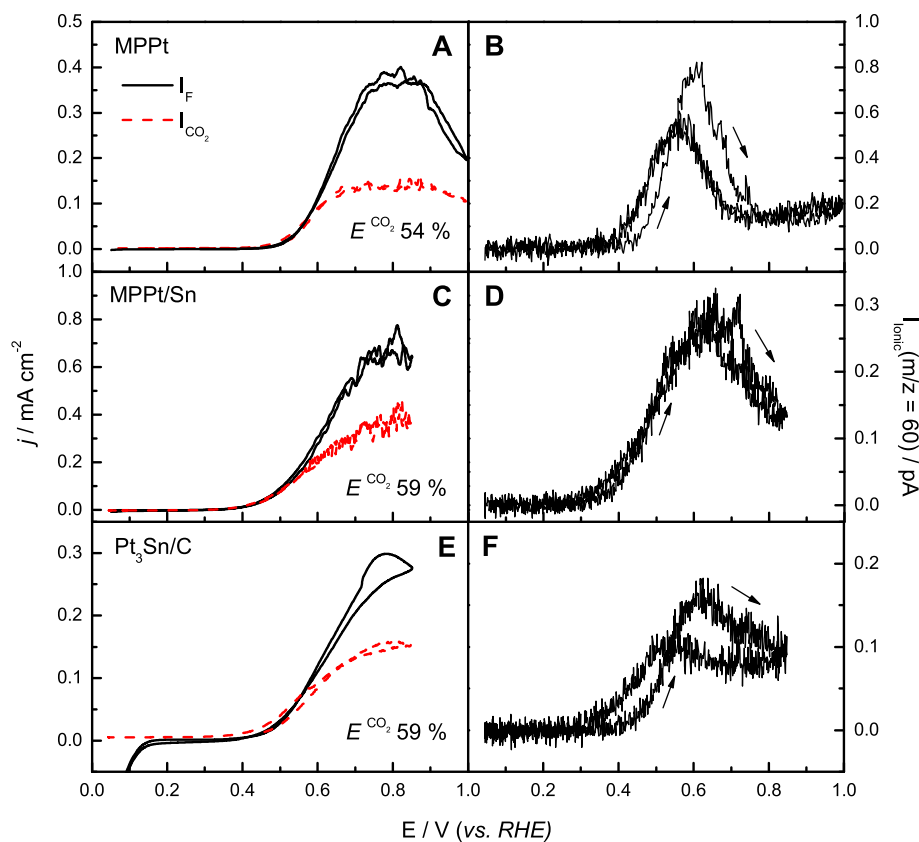 0.5
0.4
0.3
0.2
0.1
0.0
MPPt
I_F
I_CO₂
A
E^CO₂ 54 %
B
1.0
0.8
0.6
0.4
0.2
0.0
1.0
0.8
0.6
0.4
0.2
0.0
MPPt/Sn
C
E^CO₂ 59 %
D
0.3
0.2
0.1
0.0
0.3
0.2
0.1
0.0
Pt₃Sn/C
E
E^CO₂ 59 %
F
0.2
0.1
0.0
0.0 0.2 0.4 0.6 0.8 1.0 0.2 0.4 0.6 0.8 1.0
j / mA cm⁻²
I_Ionic(m/z = 60) / pA
E / V (vs. RHE)